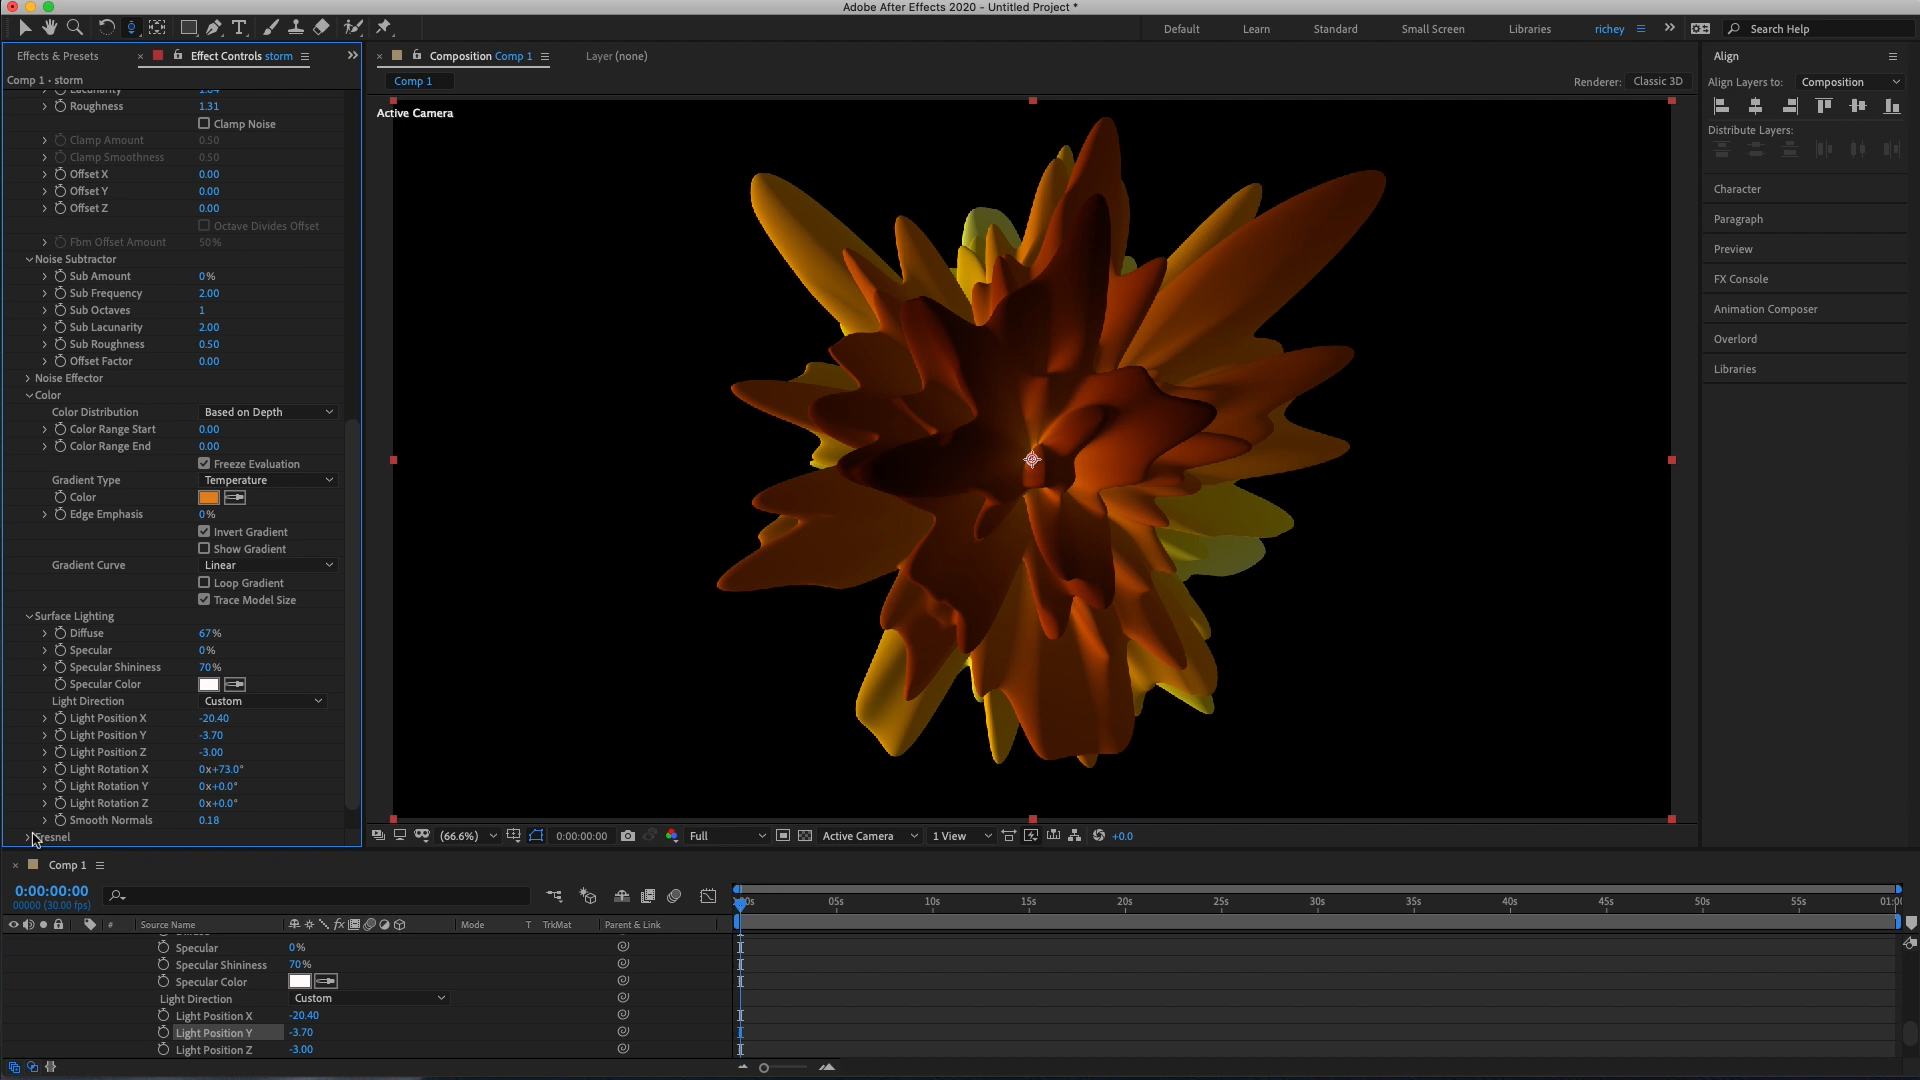 Adobe After Effects 2020 - Untitled Project *
Default
Learn
Standard
Small Screen
Libraries
richey
Search Help
Effects & Presets
Effect Controls storm
Composition Comp 1
Layer (none)
Align
Comp 1 • storm
Comp 1
Renderer: Classic 3D
Align Layers to: Composition
Active Camera
Distribute Layers:
Character
Paragraph
Preview
FX Console
Animation Composer
Overlord
Libraries
Lacunarity 1.84
Roughness 1.31
Clamp Noise
Clamp Amount 0.50
Clamp Smoothness 0.50
Offset X 0.00
Offset Y 0.00
Offset Z 0.00
Octave Divides Offset
Fbm Offset Amount 50%
Noise Subtractor
Sub Amount 0%
Sub Frequency 2.00
Sub Octaves 1
Sub Lacunarity 2.00
Sub Roughness 0.50
Offset Factor 0.00
Noise Effector
Color
Color Distribution Based on Depth
Color Range Start 0.00
Color Range End 0.00
Freeze Evaluation
Gradient Type Temperature
Color
Edge Emphasis 0%
Invert Gradient
Show Gradient
Gradient Curve Linear
Loop Gradient
Trace Model Size
Surface Lighting
Diffuse 67%
Specular 0%
Specular Shininess 70%
Specular Color
Light Direction Custom
Light Position X -20.40
Light Position Y -3.70
Light Position Z -3.00
Light Rotation X 0x+73.0°
Light Rotation Y 0x+0.0°
Light Rotation Z 0x+0.0°
Smooth Normals 0.18
Fresnel
(66.6%) 0:00:00:00 Full Active Camera 1 View +0.0
Comp 1
0:00:00:00
00000 (30.00 fps)
05s 10s 15s 20s 25s 30s 35s 40s 45s 50s 55s 01:00
# Source Name Mode T TrkMat Parent & Link
Specular 0%
Specular Shininess 70%
Specular Color
Light Direction Custom
Light Position X -20.40
Light Position Y -3.70
Light Position Z -3.00